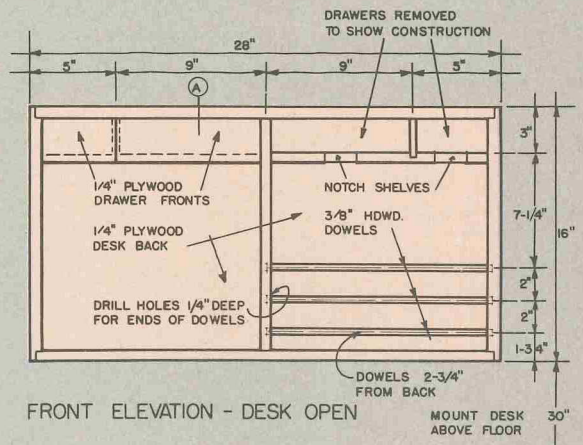 DRAWERS REMOVED
TO SHOW CONSTRUCTION
28"
5"
9"
9"
5"
A
3"
1/4" PLYWOOD
DRAWER FRONTS
NOTCH SHELVES
7-1/4"
16"
1/4" PLYWOOD
DESK BACK
3/8" HDWD.
DOWELS
2"
DRILL HOLES 1/4" DEEP
FOR ENDS OF DOWELS
2"
1-3 4"
DOWELS 2-3/4"
FROM BACK
FRONT ELEVATION - DESK OPEN
MOUNT DESK 30"
ABOVE FLOOR